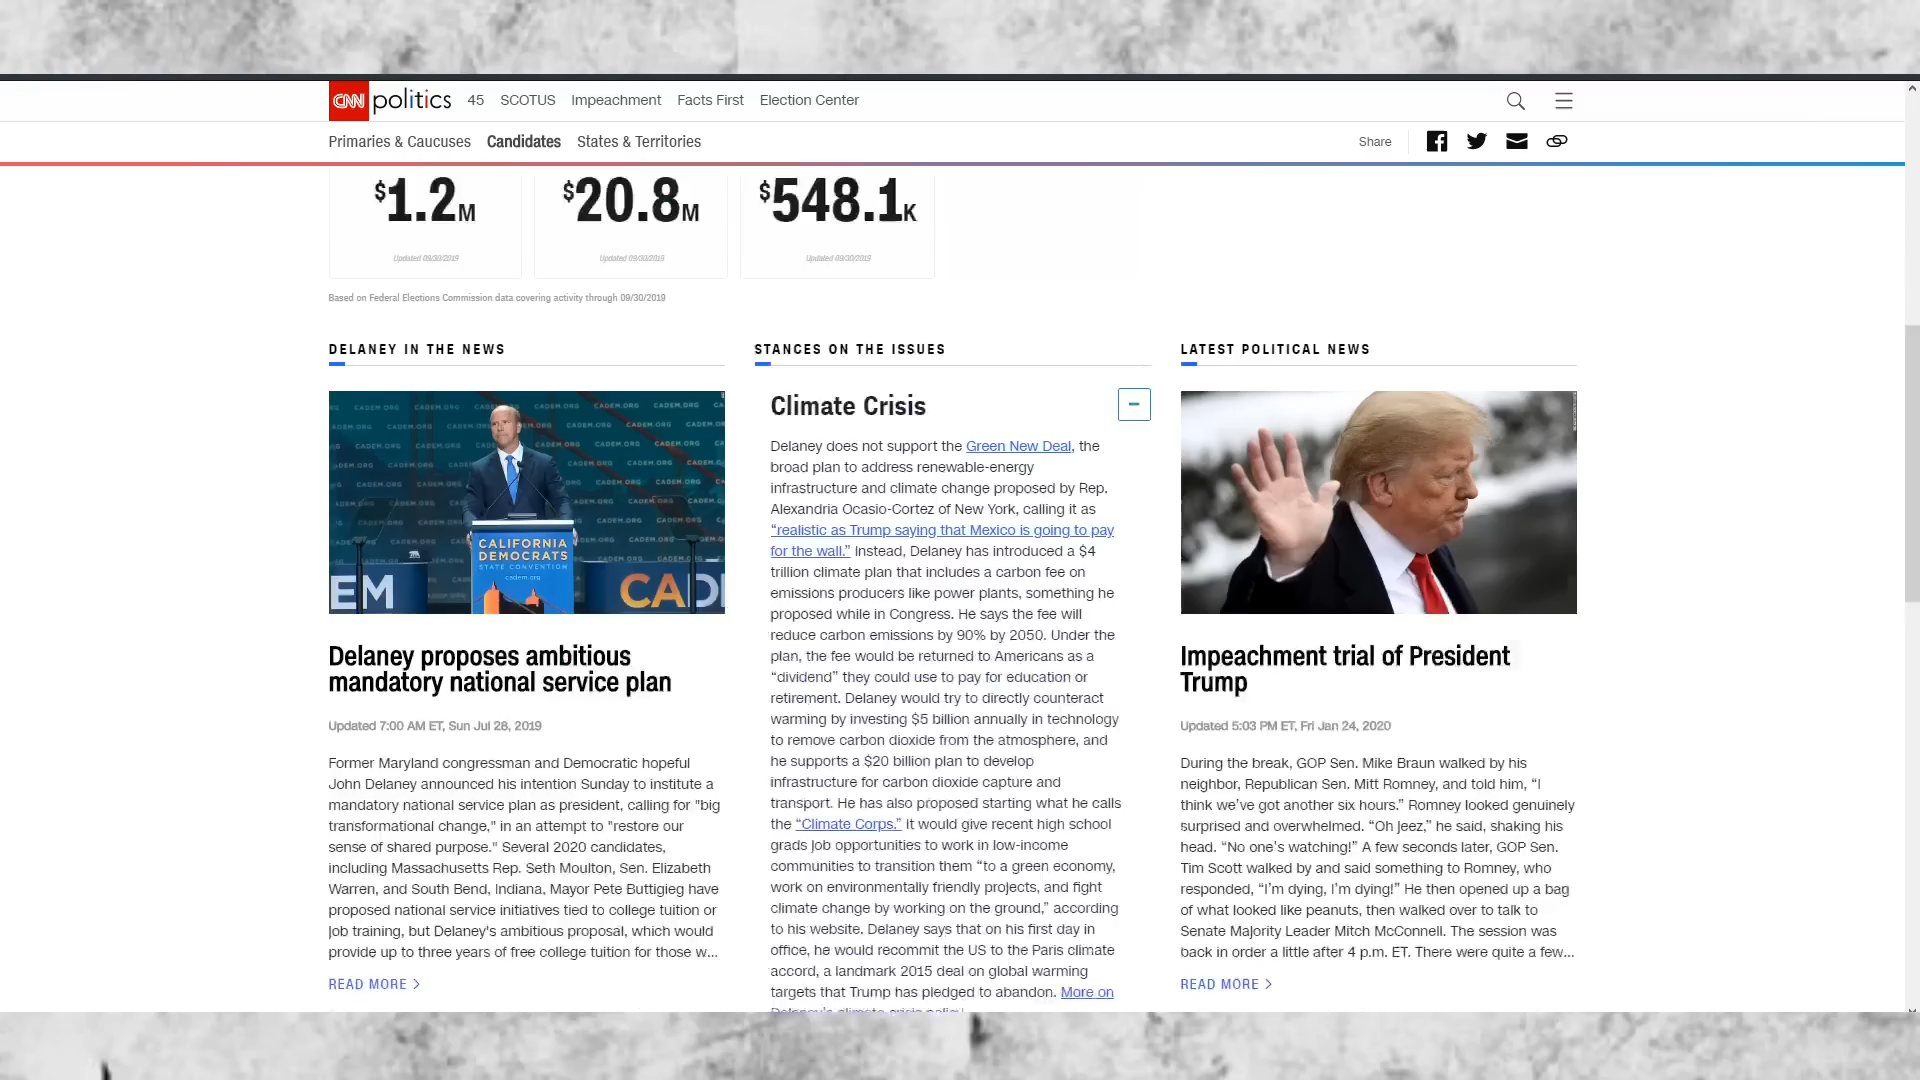 CNN politics 45 SCOTUS Impeachment Facts First Election Center
Primaries & Caucuses Candidates States & Territories Share
$1.2M $20.8M $548.1K
Updated 09/30/2019 Updated 09/30/2019 Updated 09/30/2019
Based on Federal Elections Commission data covering activity through 09/30/2019
DELANEY IN THE NEWS
CALIFORNIA
DEMOCRATS
STATE CONVENTION
cadem.org
EM
CAD
Delaney proposes ambitious
mandatory national service plan
Updated 7:00 AM ET, Sun Jul 28, 2019
Former Maryland congressman and Democratic hopeful
John Delaney announced his intention Sunday to institute a
mandatory national service plan as president, calling for "big
transformational change," in an attempt to "restore our
sense of shared purpose." Several 2020 candidates,
including Massachusetts Rep. Seth Moulton, Sen. Elizabeth
Warren, and South Bend, Indiana, Mayor Pete Buttigieg have
proposed national service initiatives tied to college tuition or
job training, but Delaney's ambitious proposal, which would
provide up to three years of free college tuition for those w...
READ MORE >
STANCES ON THE ISSUES
Climate Crisis
Delaney does not support the Green New Deal, the
broad plan to address renewable-energy
infrastructure and climate change proposed by Rep.
Alexandria Ocasio-Cortez of New York, calling it as
“realistic as Trump saying that Mexico is going to pay
for the wall.” Instead, Delaney has introduced a $4
trillion climate plan that includes a carbon fee on
emissions producers like power plants, something he
proposed while in Congress. He says the fee will
reduce carbon emissions by 90% by 2050. Under the
plan, the fee would be returned to Americans as a
“dividend” they could use to pay for education or
retirement. Delaney would try to directly counteract
warming by investing $5 billion annually in technology
to remove carbon dioxide from the atmosphere, and
he supports a $20 billion plan to develop
infrastructure for carbon dioxide capture and
transport. He has also proposed starting what he calls
the “Climate Corps.” It would give recent high school
grads job opportunities to work in low-income
communities to transition them “to a green economy,
work on environmentally friendly projects, and fight
climate change by working on the ground,” according
to his website. Delaney says that on his first day in
office, he would recommit the US to the Paris climate
accord, a landmark 2015 deal on global warming
targets that Trump has pledged to abandon. More on
Delaney's climate crisis policy
LATEST POLITICAL NEWS
Impeachment trial of President
Trump
Updated 5:03 PM ET, Fri Jan 24, 2020
During the break, GOP Sen. Mike Braun walked by his
neighbor, Republican Sen. Mitt Romney, and told him, “I
think we've got another six hours.” Romney looked genuinely
surprised and overwhelmed. “Oh jeez,” he said, shaking his
head. “No one's watching!” A few seconds later, GOP Sen.
Tim Scott walked by and said something to Romney, who
responded, “I'm dying, I'm dying!” He then opened up a bag
of what looked like peanuts, then walked over to talk to
Senate Majority Leader Mitch McConnell. The session was
back in order a little after 4 p.m. ET. There were quite a few...
READ MORE >